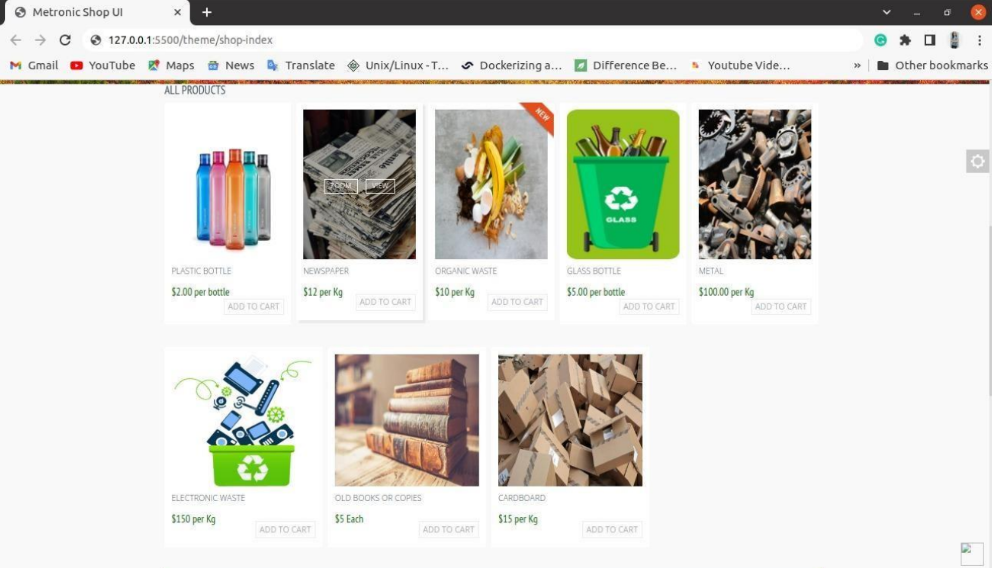 Metronic Shop UI
127.0.0.1:5500/theme/shop-index
Gmail YouTube Maps News Translate Unix/Linux - T... Dockerizing a... Difference Be... Youtube Vide... » Other bookmarks
ALL PRODUCTS
NEW
ZOOM VIEW
GLASS
PLASTIC BOTTLE NEWSPAPER ORGANIC WASTE GLASS BOTTLE METAL
$2.00 per bottle $12 per Kg $10 per Kg $5.00 per bottle $100.00 per Kg
ADD TO CART ADD TO CART ADD TO CART ADD TO CART ADD TO CART
ELECTRONIC WASTE OLD BOOKS OR COPIES CARDBOARD
$150 per Kg $5 Each $15 per Kg
ADD TO CART ADD TO CART ADD TO CART